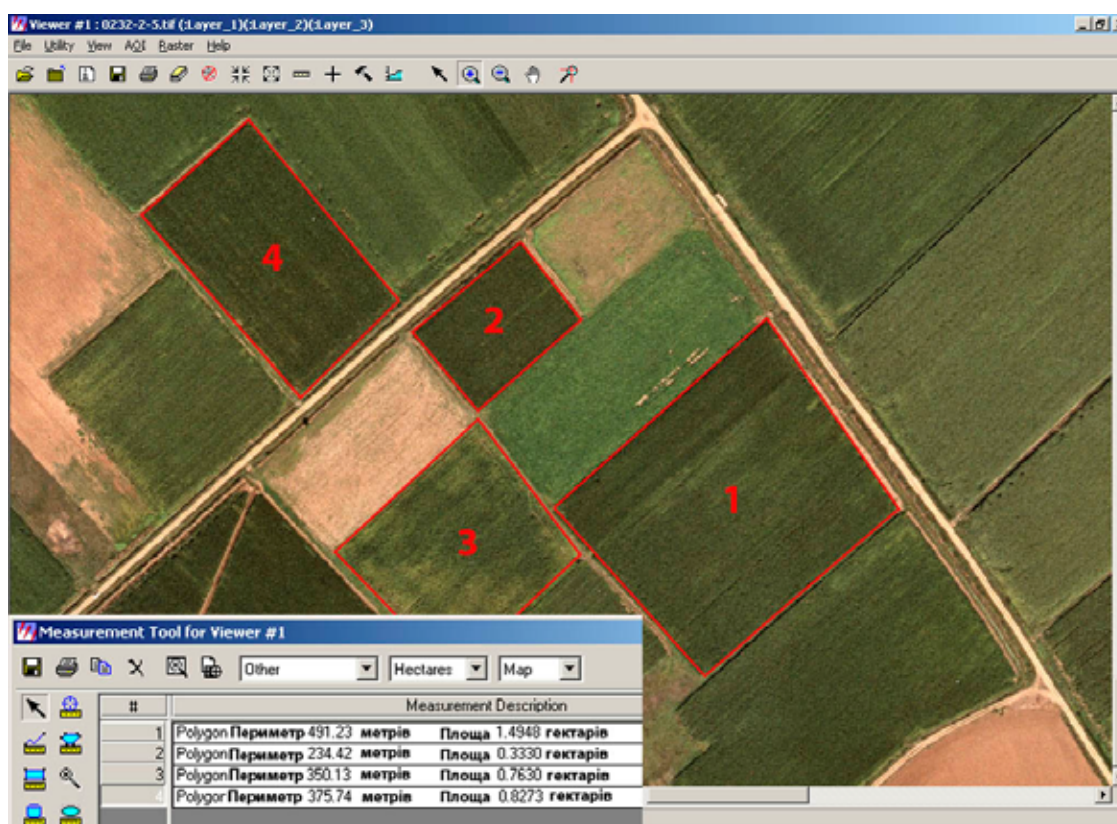 Viewer #1 : 0232-2-5.tif (:Layer_1)(:Layer_2)(:Layer_3)
File Utility View AOI Raster Help
4
2
1
3
Measurement Tool for Viewer #1
Other Hectares Map
# Measurement Description
1 Polygon Периметр 491.23 метрів Площа 1.4948 гектарів
2 Polygon Периметр 234.42 метрів Площа 0.3330 гектарів
3 Polygon Периметр 350.13 метрів Площа 0.7630 гектарів
4 Polygor Периметр 375.74 метрів Площа 0.8273 гектарів